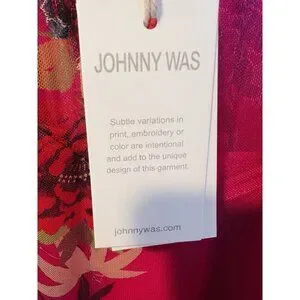 JOHNNY WAS
Subtle variations in
print, embroidery or
color are intentional
and add to the unique
design of this garment.
johnnywas.com